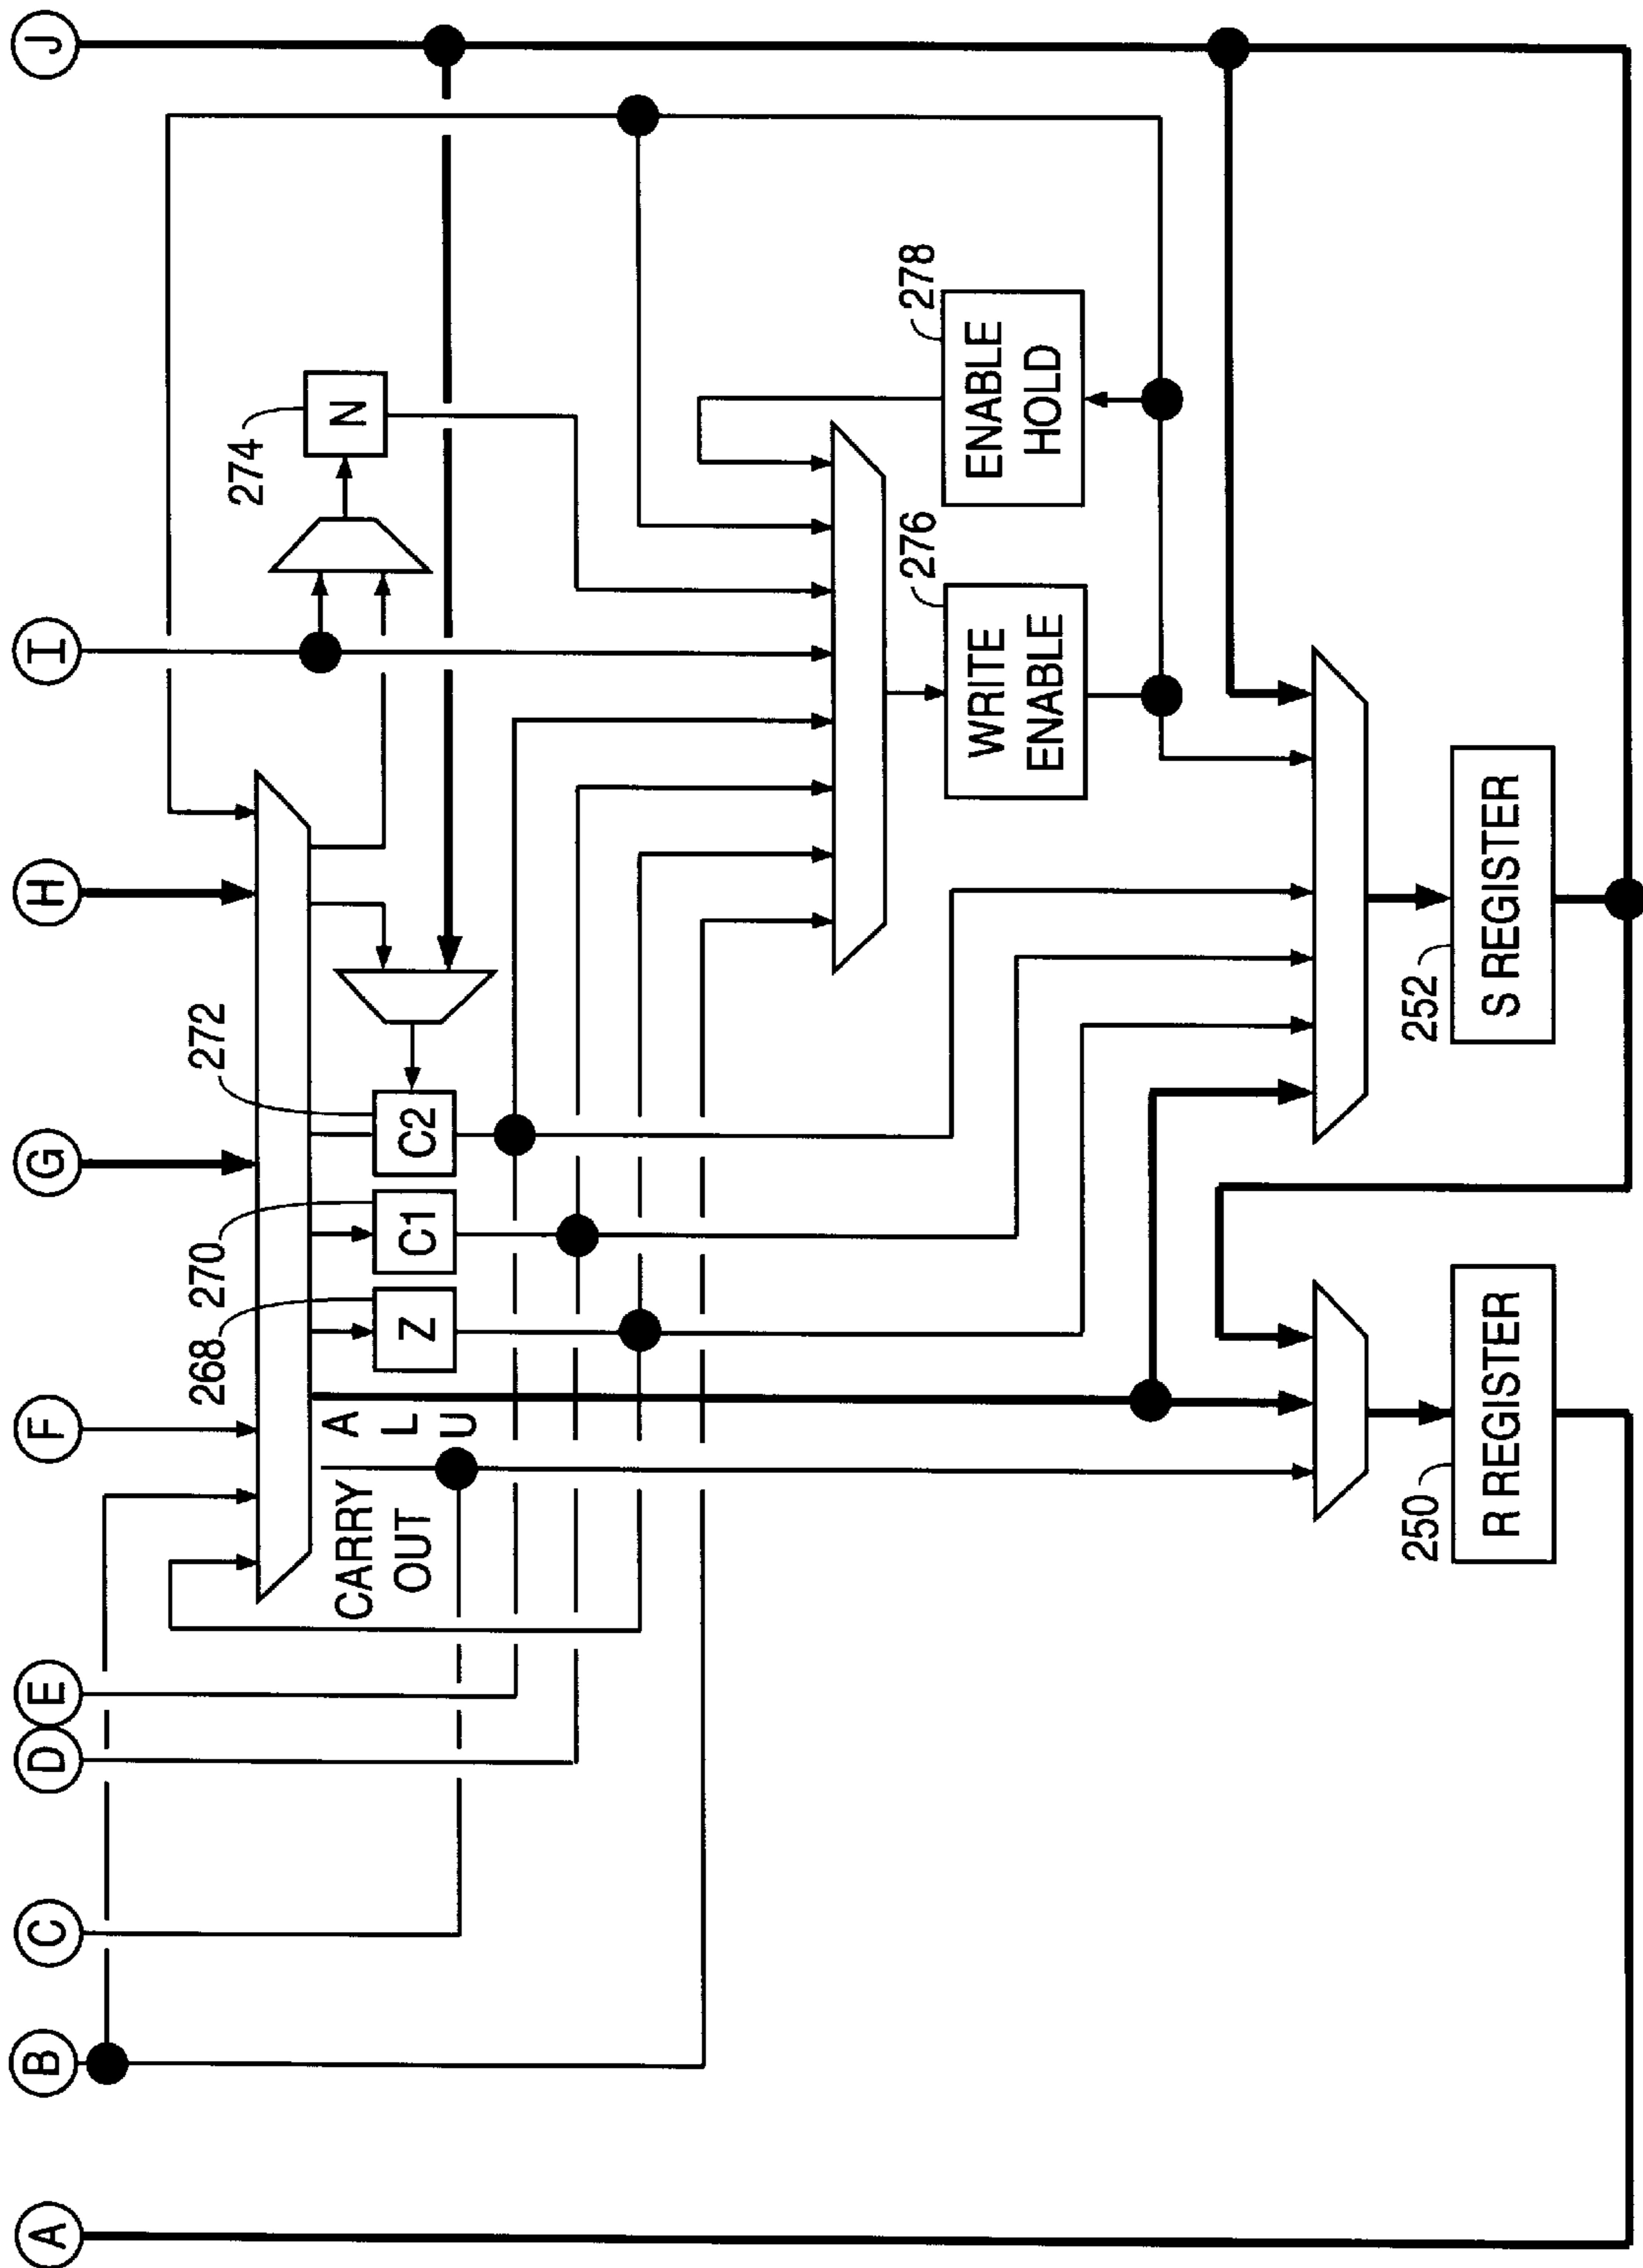 A
B
C
D
E
F
G
H
I
J
268
270
272
274
Z
C1
C2
N
A
L
U
CARRY
OUT
276
WRITE
ENABLE
278
ENABLE
HOLD
250
R REGISTER
252
S REGISTER